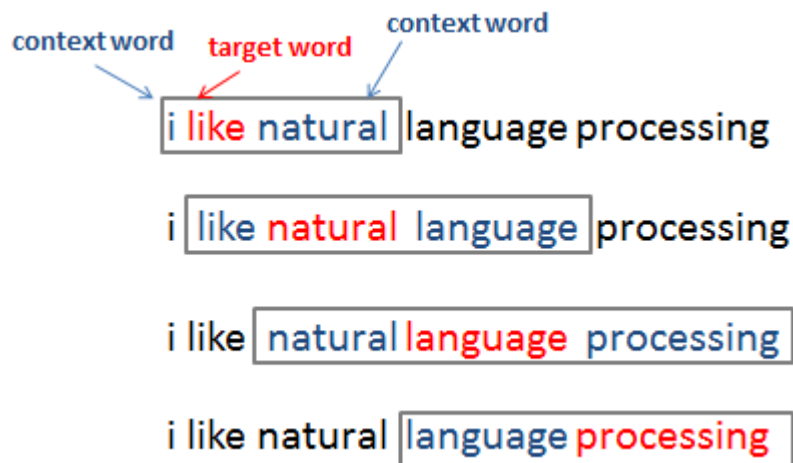 context word
target word
context word
i like natural language processing
i like natural language processing
i like natural language processing
i like natural language processing